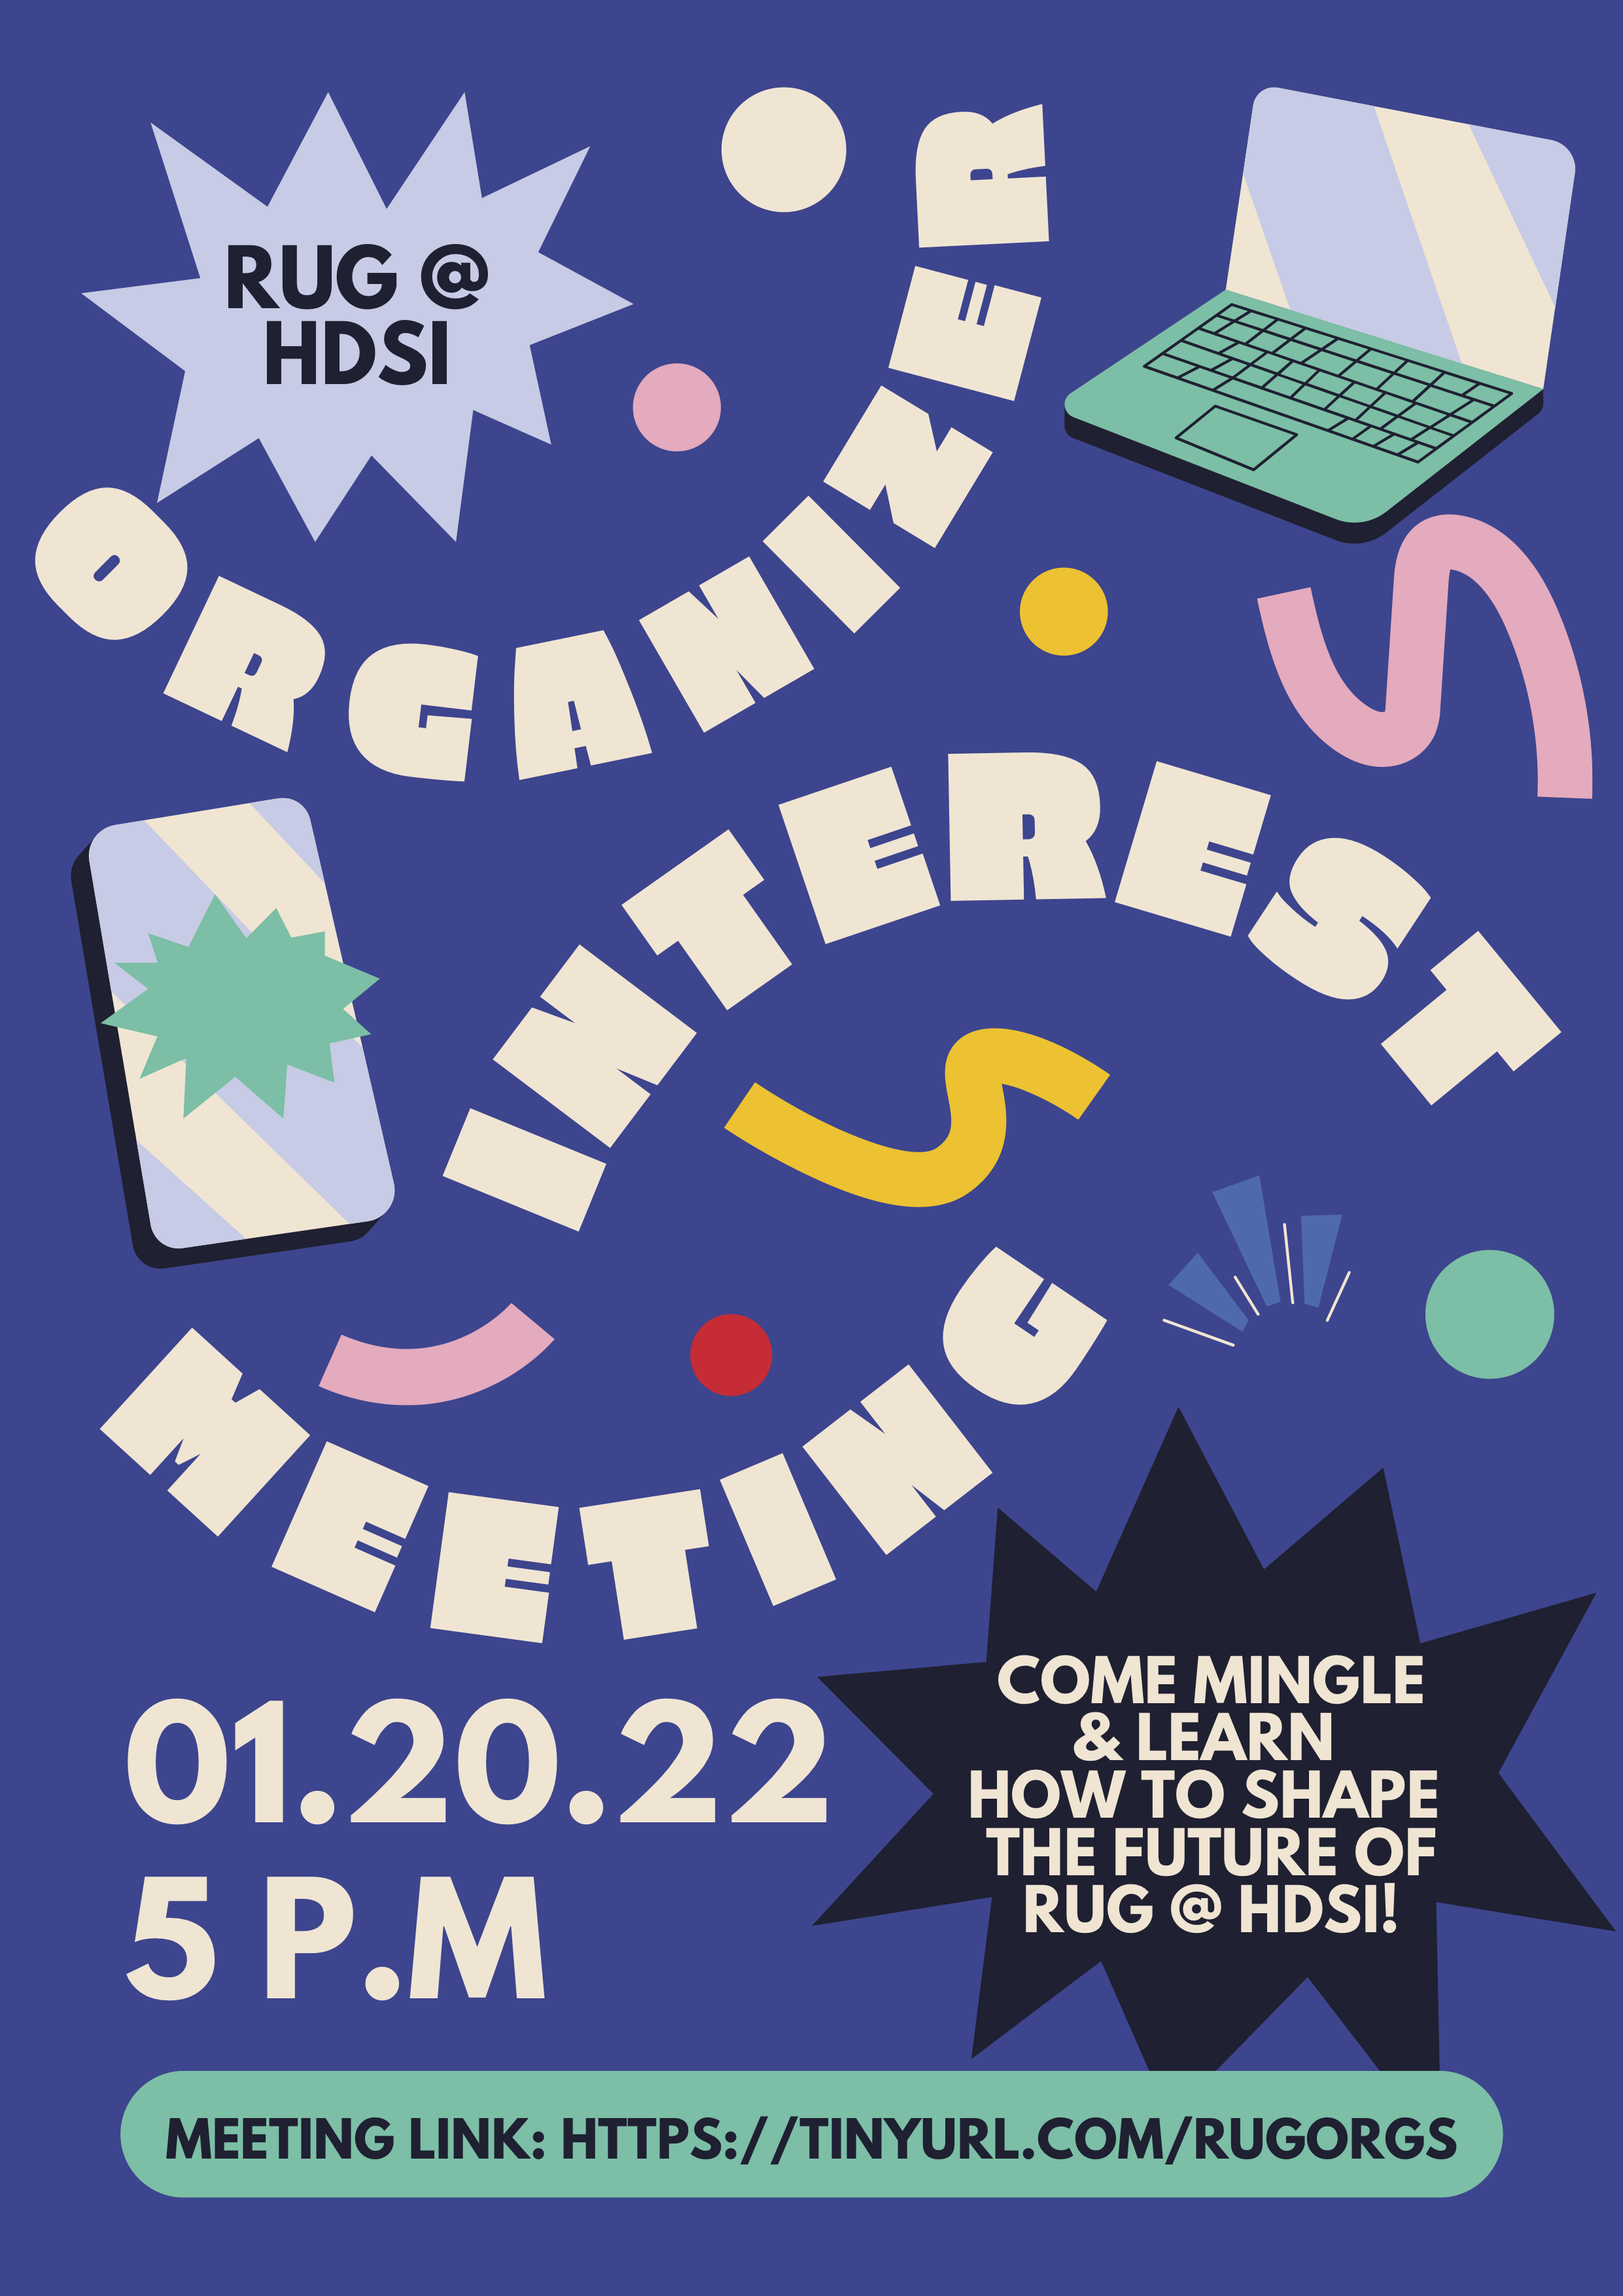 RUG @
HDSI
ORGANINER
INTEREST
MEETING
COME MINGLE
& LEARN
HOW TO SHAPE
THE FUTURE OF
RUG @ HDSI!
01.20.22
5 P.M
MEETING LINK: HTTPS://TINYURL.COM/RUGORGS